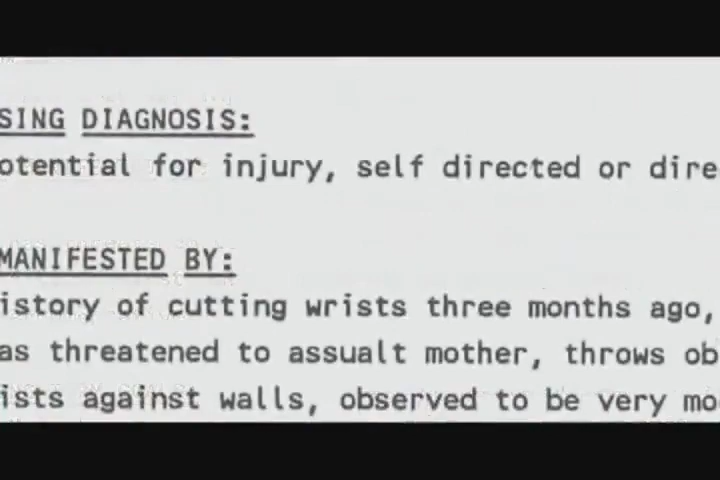 SING DIAGNOSIS:
otential for injury, self directed or dire
MANIFESTED BY:
istory of cutting wrists three months ago,
as threatened to assualt mother, throws ob
ists against walls, observed to be very mo